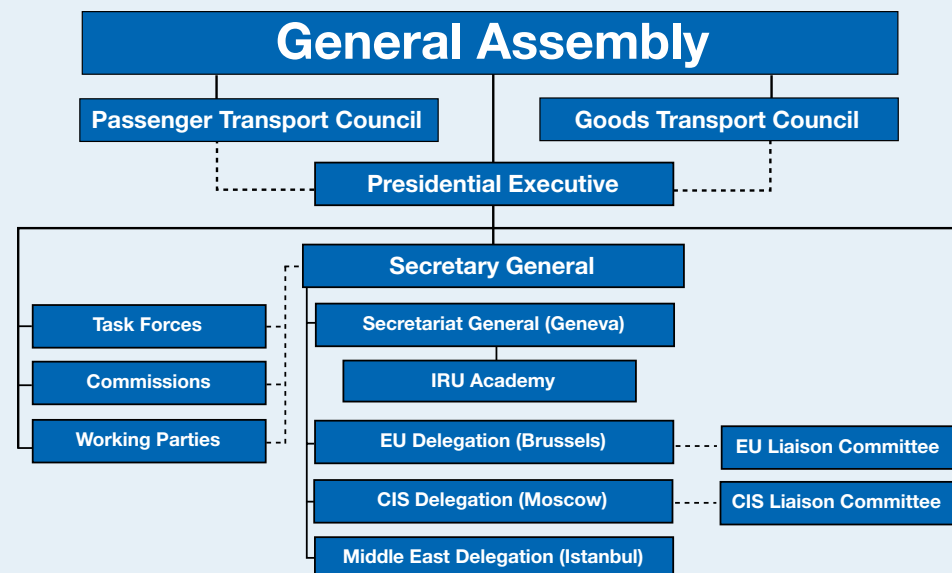 General Assembly
Passenger Transport Council
Goods Transport Council
Presidential Executive
Secretary General
Task Forces
Secretariat General (Geneva)
Commissions
IRU Academy
Working Parties
EU Delegation (Brussels)
EU Liaison Committee
CIS Delegation (Moscow)
CIS Liaison Committee
Middle East Delegation (Istanbul)